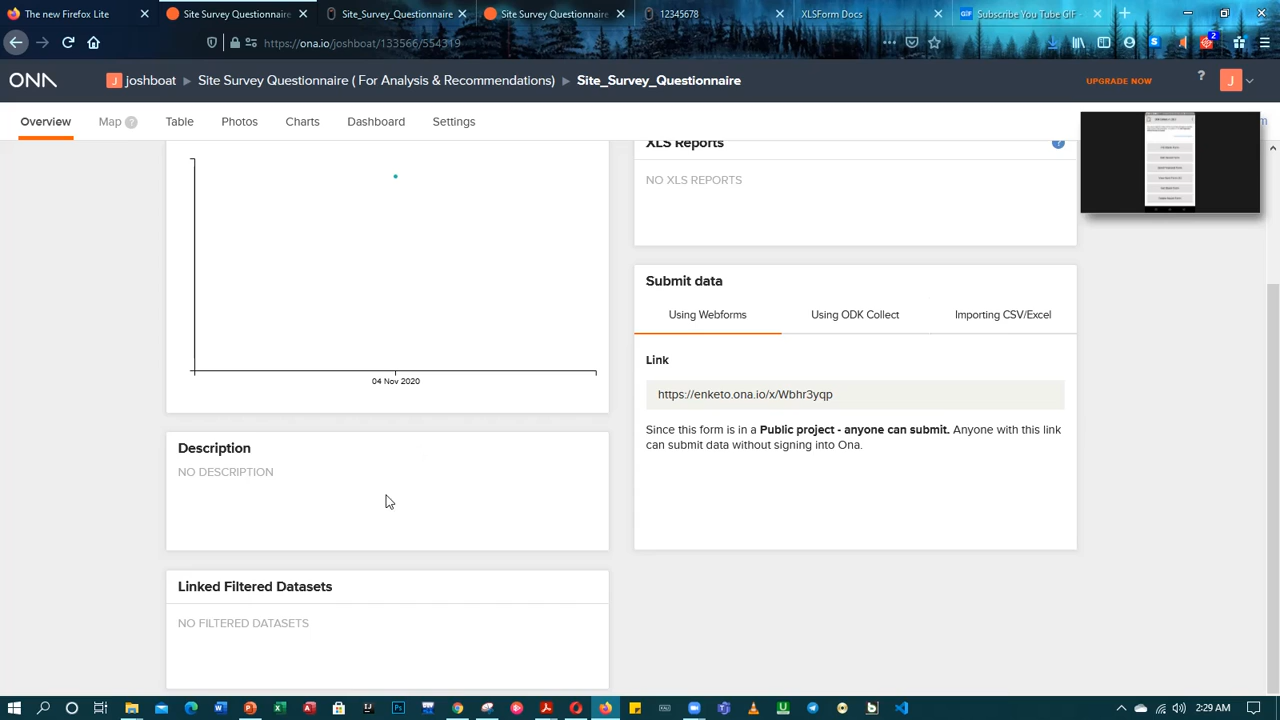 The new Firefox Lite
Site Survey Questionnaire
Site_Survey_Questionnaire
Site Survey Questionnaire
12345678
XLSForm Docs
GIF
Subscribe You Tube GIF -
https://ona.io/joshboat/133566/554319
2
ONA
J joshboat
Site Survey Questionnaire ( For Analysis & Recommendations)
Site_Survey_Questionnaire
UPGRADE NOW
?
J
Overview
Map ?
Table
Photos
Charts
Dashboard
Settings
XLS Reports
?
NO XLS REPORTS
04 Nov 2020
Submit data
Using Webforms
Using ODK Collect
Importing CSV/Excel
Link
https://enketo.ona.io/x/Wbhr3yqp
Since this form is in a Public project - anyone can submit. Anyone with this link
can submit data without signing into Ona.
Description
NO DESCRIPTION
Linked Filtered Datasets
NO FILTERED DATASETS
2:29 AM